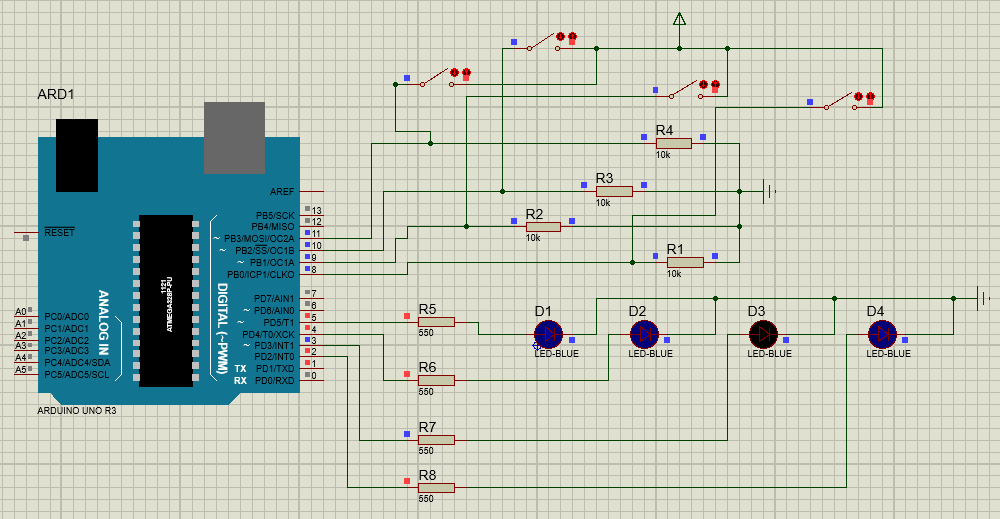 ARD1
RESET
AREF
PB5/SCK 13
PB4/MISO 12
~ PB3/MOSI/OC2A 11
~ PB2/SS/OC1B 10
~ PB1/OC1A 9
PB0/ICP1/CLKO 8
PD7/AIN1 7
~ PD6/AIN0 6
~ PD5/T1 5
PD4/T0/XCK 4
~ PD3/INT1 3
PD2/INT0 2
TX PD1/TXD 1
RX PD0/RXD 0
DIGITAL (~PWM)
ANALOG IN
1121
ATMEGA328P-PU
A0 PC0/ADC0
A1 PC1/ADC1
A2 PC2/ADC2
A3 PC3/ADC3
A4 PC4/ADC4/SDA
A5 PC5/ADC5/SCL
ARDUINO UNO R3
R4
10k
R3
10k
R2
10k
R1
10k
R5
550
R6
550
R7
550
R8
550
D1
LED-BLUE
D2
LED-BLUE
D3
LED-BLUE
D4
LED-BLUE